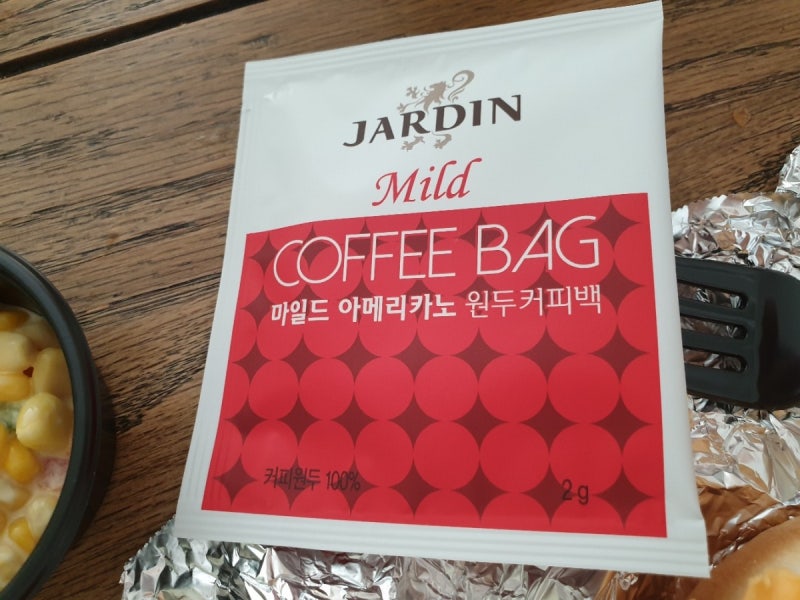 JARDIN
Mild
COFFEE BAG
마일드 아메리카노 원두커피백
커피원두 100%
2g